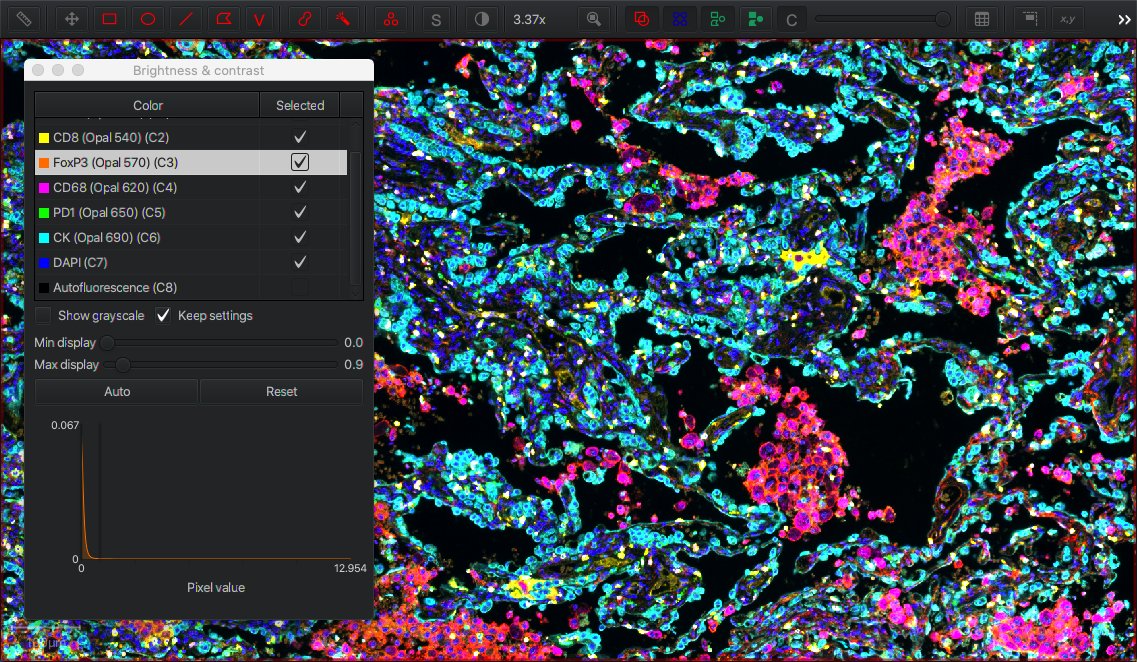 V
S
3.37x
C
x,y
Brightness & contrast
Color Selected
CD8 (Opal 540) (C2)
FoxP3 (Opal 570) (C3)
CD68 (Opal 620) (C4)
PD1 (Opal 650) (C5)
CK (Opal 690) (C6)
DAPI (C7)
Autofluorescence (C8)
Show grayscale Keep settings
Min display 0.0
Max display 0.9
Auto Reset
0.067
0
0 12.954
Pixel value